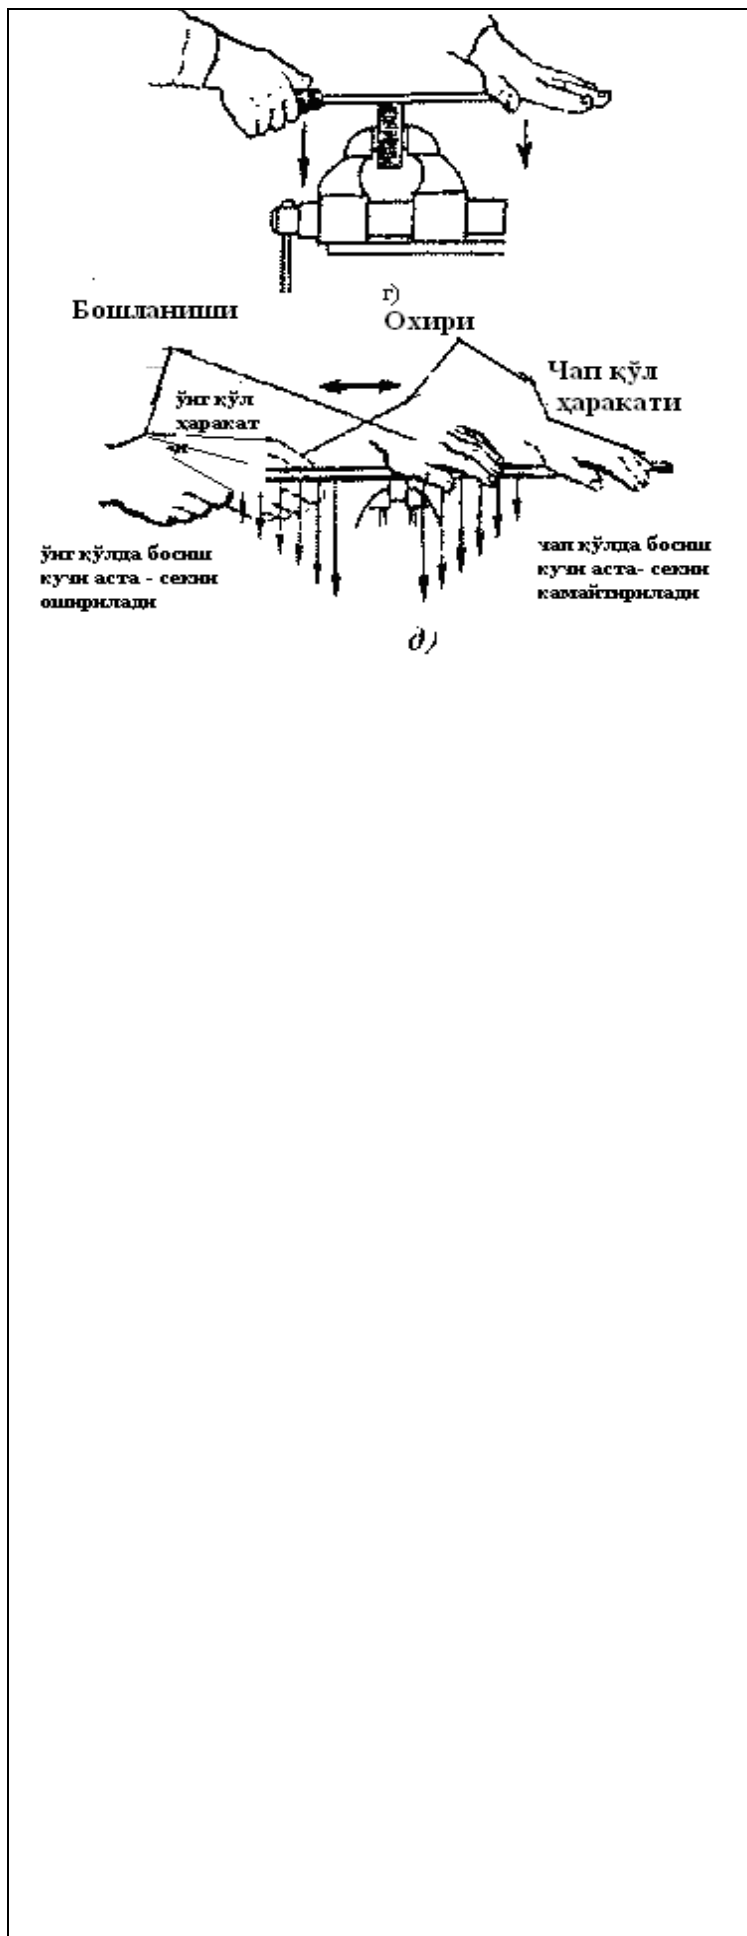 г)
Бошланиши
Охири
Чап қўл
ҳаракати
ўнг қўл
ҳаракат
ўнг қўлда босиш
кучи аста - секин
оширилади
чап қўлда босиш
кучи аста- секин
камайтирилади
д)